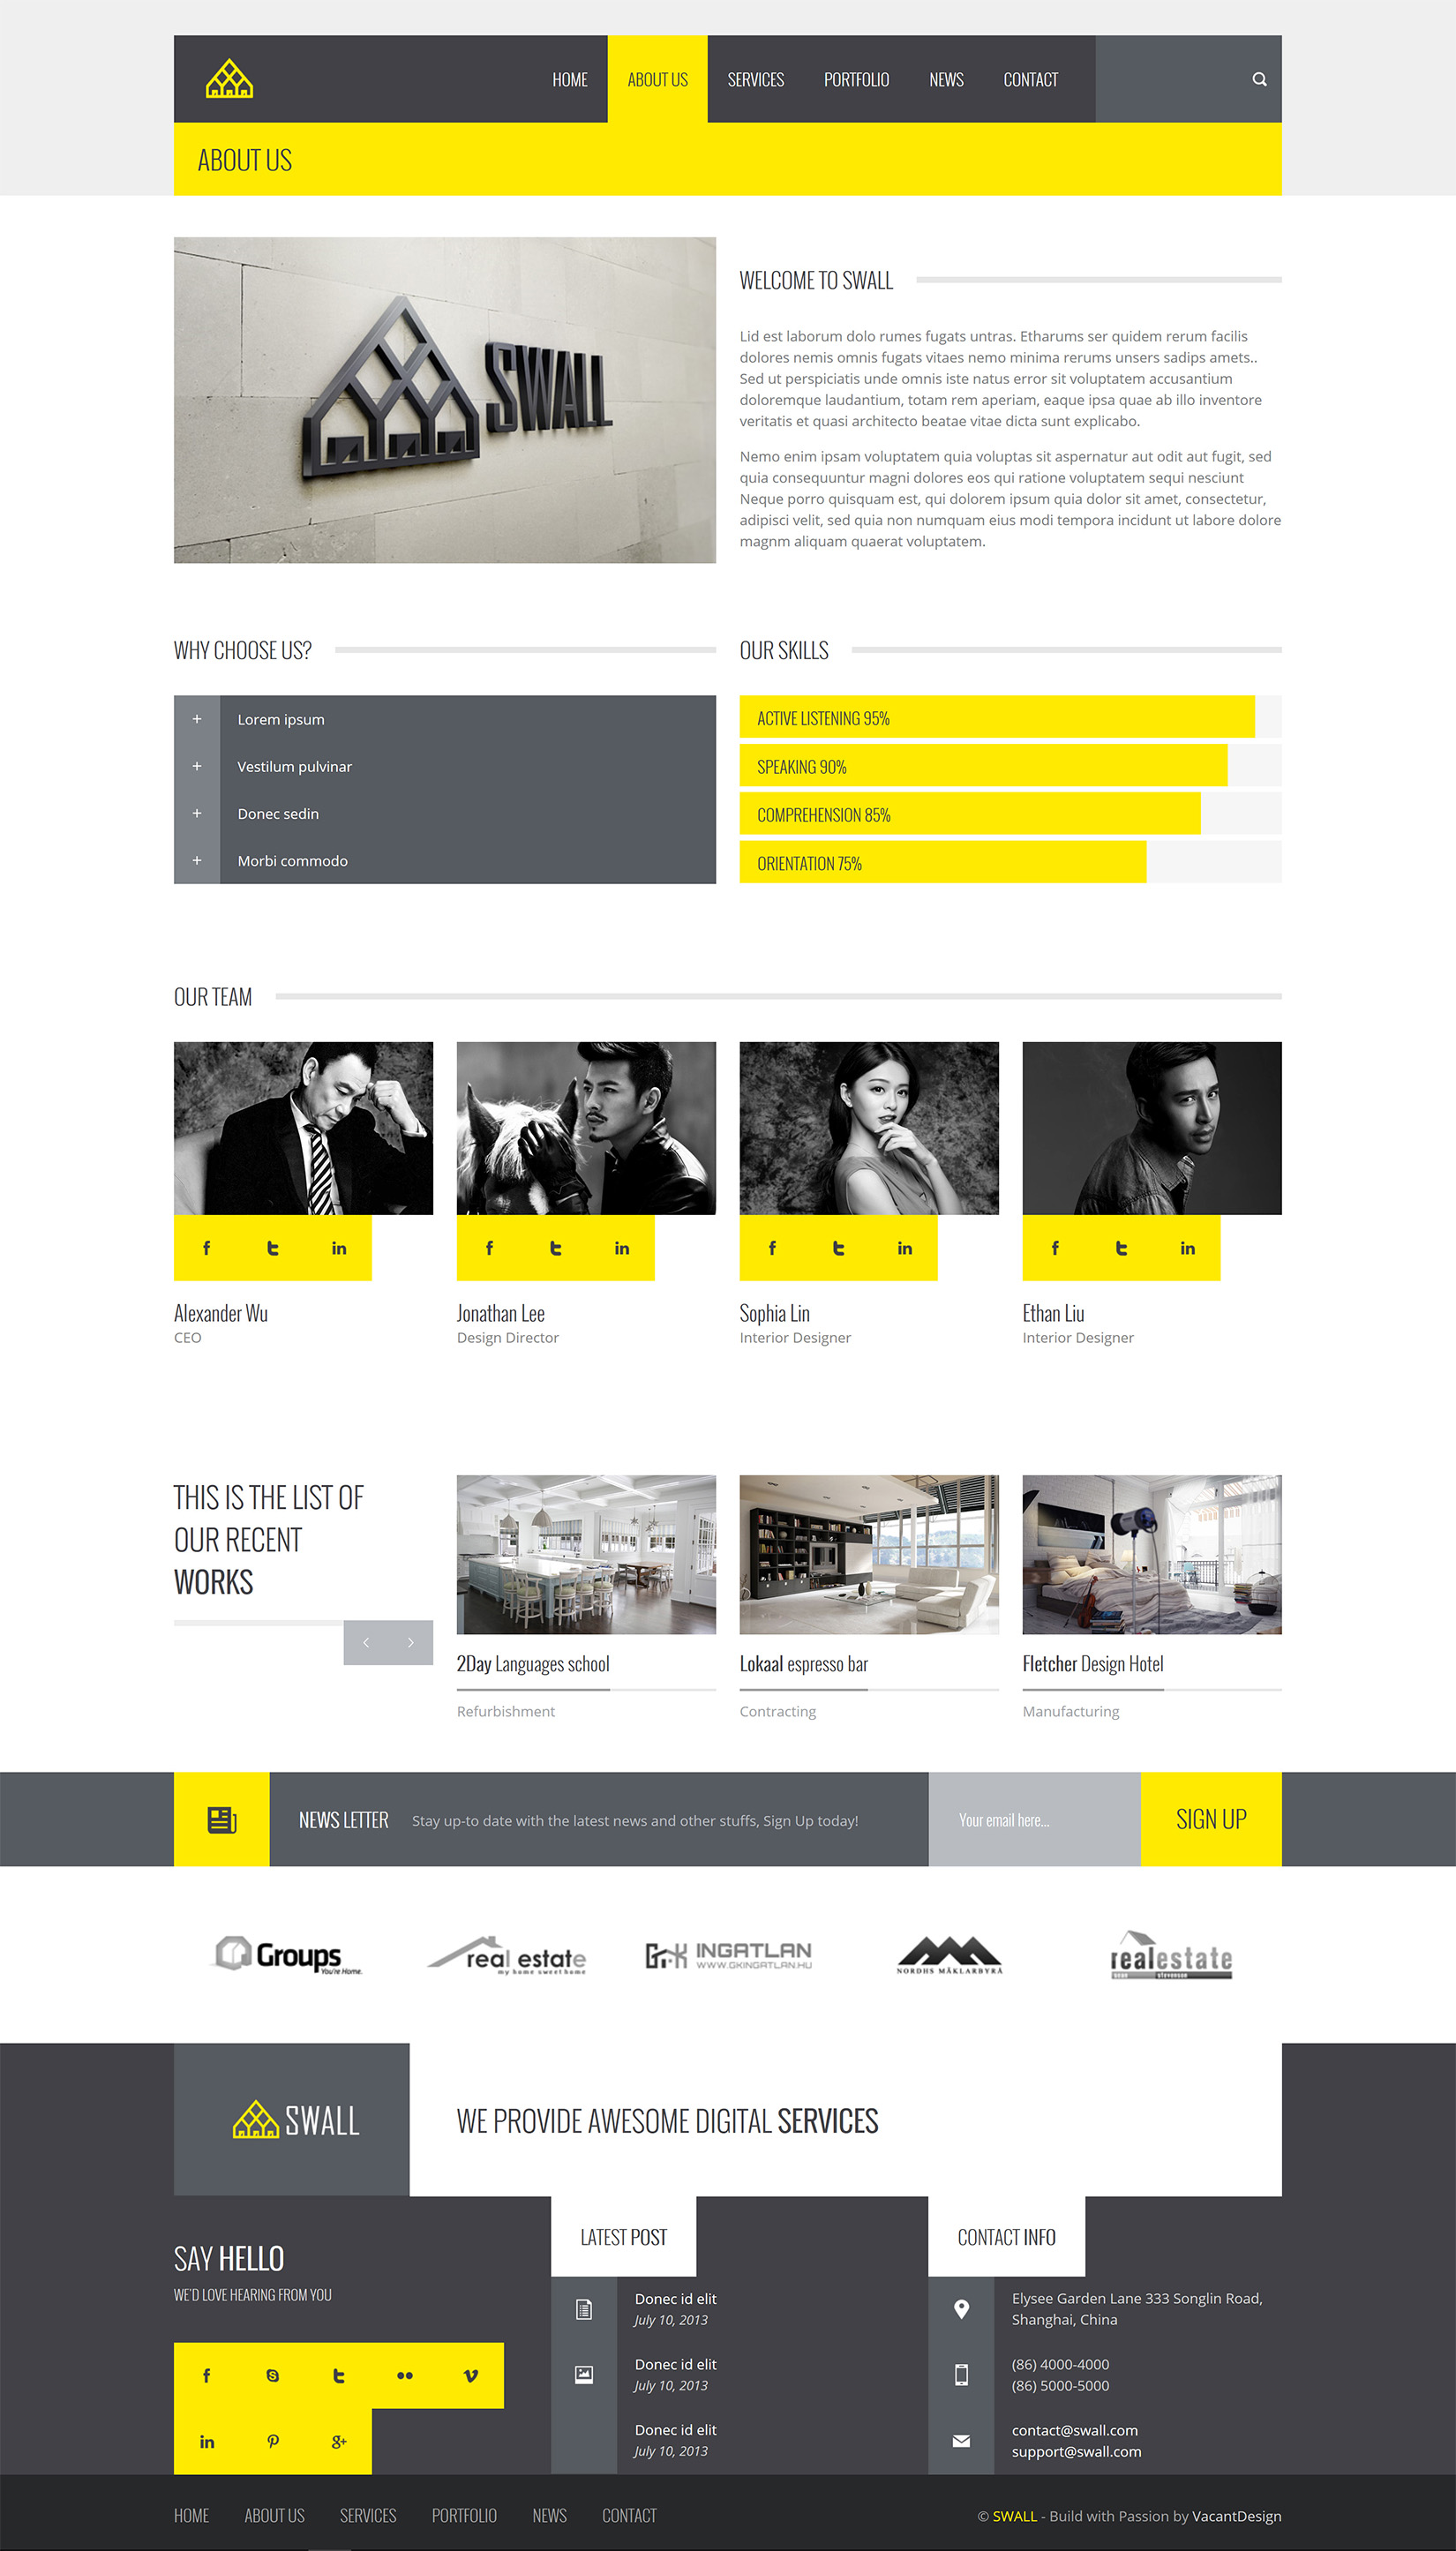 HOME ABOUT US SERVICES PORTFOLIO NEWS CONTACT
ABOUT US
SWALL
WELCOME TO SWALL
Lid est laborum dolo rumes fugats untras. Etharums ser quidem rerum facilis
dolores nemis omnis fugats vitaes nemo minima rerums unsers sadips amets..
Sed ut perspiciatis unde omnis iste natus error sit voluptatem accusantium
doloremque laudantium, totam rem aperiam, eaque ipsa quae ab illo inventore
veritatis et quasi architecto beatae vitae dicta sunt explicabo.
Nemo enim ipsam voluptatem quia voluptas sit aspernatur aut odit aut fugit, sed
quia consequuntur magni dolores eos qui ratione voluptatem sequi nesciunt
Neque porro quisquam est, qui dolorem ipsum quia dolor sit amet, consectetur,
adipisci velit, sed quia non numquam eius modi tempora incidunt ut labore dolore
magnm aliquam quaerat voluptatem.
WHY CHOOSE US?
+ Lorem ipsum
+ Vestilum pulvinar
+ Donec sedin
+ Morbi commodo
OUR SKILLS
ACTIVE LISTENING 95%
SPEAKING 90%
COMPREHENSION 85%
ORIENTATION 75%
OUR TEAM
Alexander Wu
CEO
Jonathan Lee
Design Director
Sophia Lin
Interior Designer
Ethan Liu
Interior Designer
THIS IS THE LIST OF
OUR RECENT
WORKS
2Day Languages school
Refurbishment
Lokaal espresso bar
Contracting
Fletcher Design Hotel
Manufacturing
NEWS LETTER
Stay up-to date with the latest news and other stuffs, Sign Up today!
Your email here...
SIGN UP
Groups
You're Home.
real estate
my home sweet home
INGATLAN
WWW.GKINGATLAN.HU
NORDHS MÄKLARBYRÅ
realestate
SWALL
WE PROVIDE AWESOME DIGITAL SERVICES
SAY HELLO
WE'D LOVE HEARING FROM YOU
LATEST POST
Donec id elit
July 10, 2013
Donec id elit
July 10, 2013
Donec id elit
July 10, 2013
CONTACT INFO
Elysee Garden Lane 333 Songlin Road,
Shanghai, China
(86) 4000-4000
(86) 5000-5000
contact@swall.com
support@swall.com
HOME ABOUT US SERVICES PORTFOLIO NEWS CONTACT
© SWALL - Build with Passion by VacantDesign